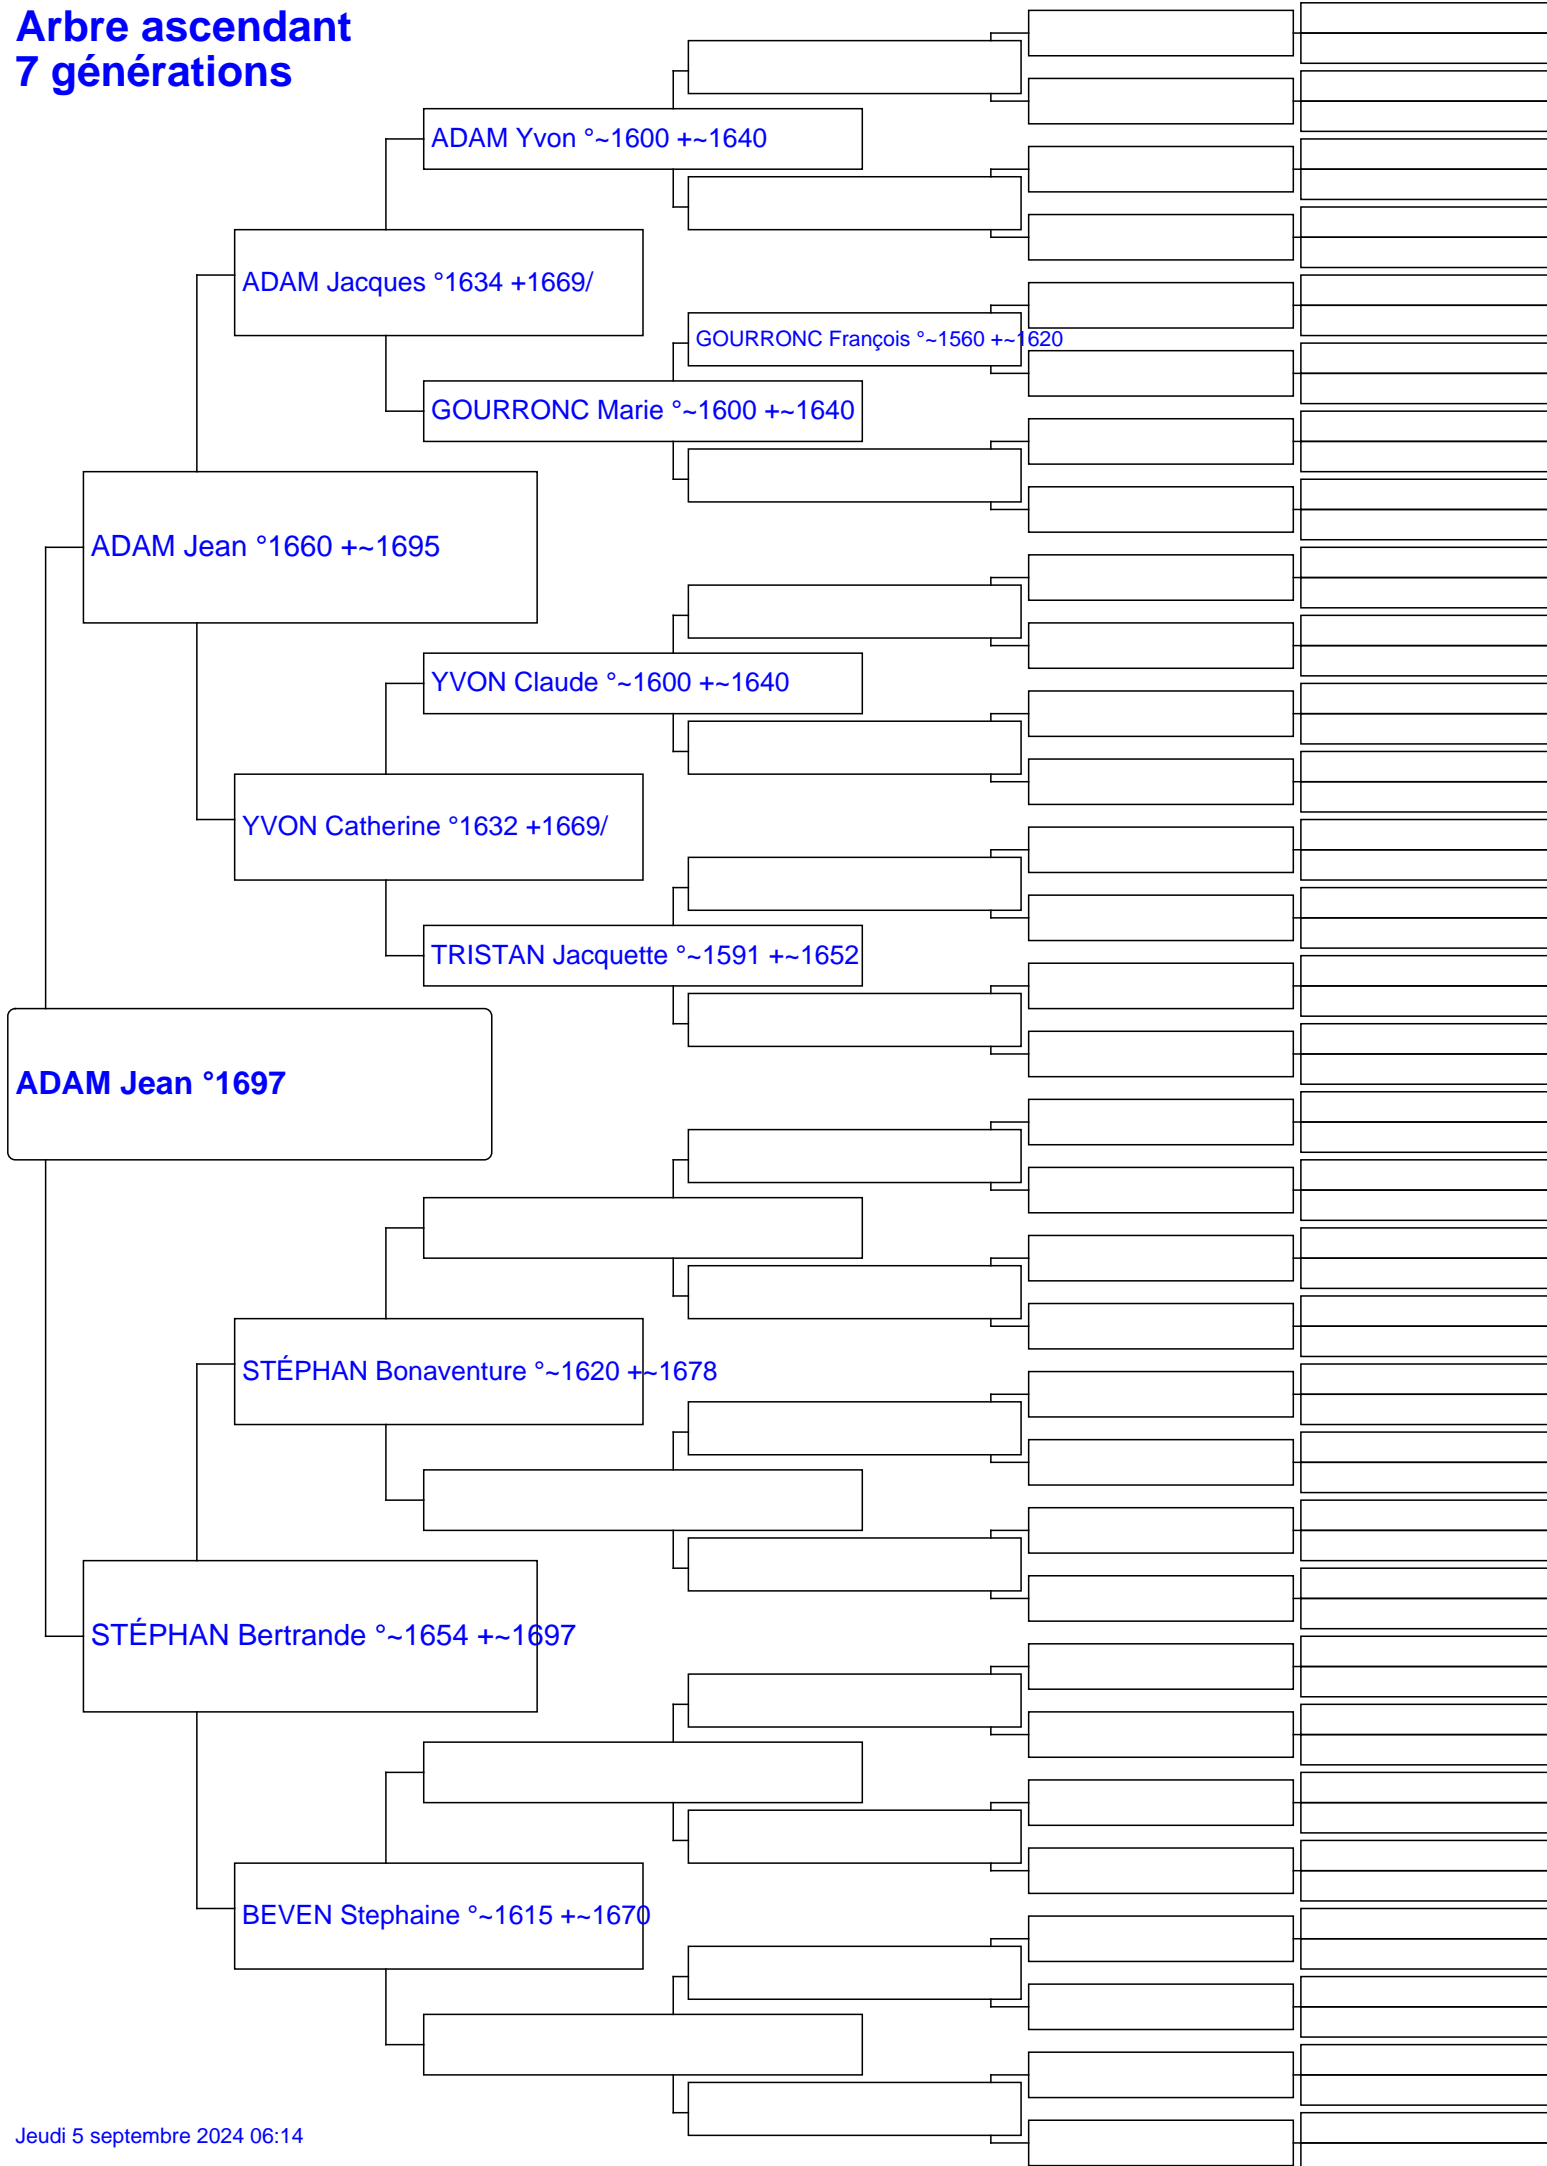 Arbre ascendant
7 générations
ADAM Yvon °~1600 +~1640
ADAM Jacques °1634 +1669/
GOURRONC François °~1560 +~1620
GOURRONC Marie °~1600 +~1640
ADAM Jean °1660 +~1695
YVON Claude °~1600 +~1640
YVON Catherine °1632 +1669/
TRISTAN Jacquette °~1591 +~1652
ADAM Jean °1697
STÉPHAN Bonaventure °~1620 +~1678
STÉPHAN Bertrande °~1654 +~1697
BEVEN Stephaine °~1615 +~1670
Jeudi 5 septembre 2024 06:14